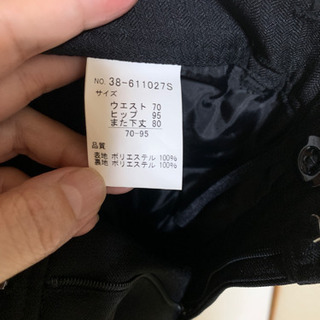 NO. 38-611027S
サイズ
ウエスト 70
ヒップ 95
また下丈 80
70-95
品質
表地 ポリエステル 100%
裏地 ポリエステル 100%